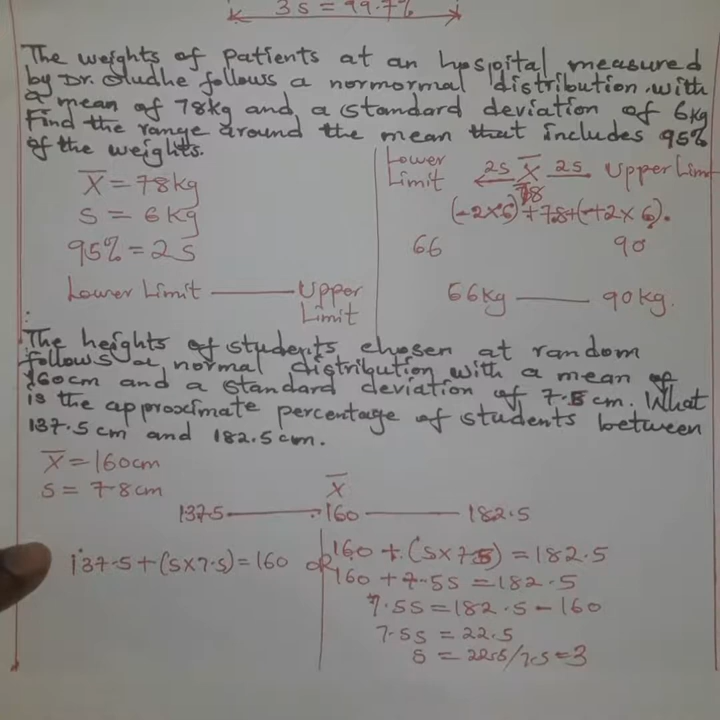 3s = 99.7%
The weights of patients at an hospital measured
by Dr. Oludhe follows a normormal distribution with
a mean of 78kg and a standard deviation of 6kg
Find the range around the mean that includes 95%
of the weights.
X̄ = 78kg
s = 6kg
95% = 2s
Lower Limit ——— Upper
Limit
Lower
Limit
2s X̄ 2s Upper Limit
78
(-2×6)+78+(+2×6).
66 90
66kg ——— 90kg.
The heights of students chosen at random
follows a normal distribution with a mean of
160cm and a standard deviation of 7.5cm. What
is the approximate percentage of students between
137.5cm and 182.5cm.
X̄ = 160cm
s = 7.8cm
X̄
137.5 ——— 160 ——— 182.5
137.5+(s×7.5)=160 OR
160 + (s×7.5) = 182.5
160 + 7.5s = 182.5
7.5s = 182.5 - 160
7.5s = 22.5
s = 22.5/7.5 = 3